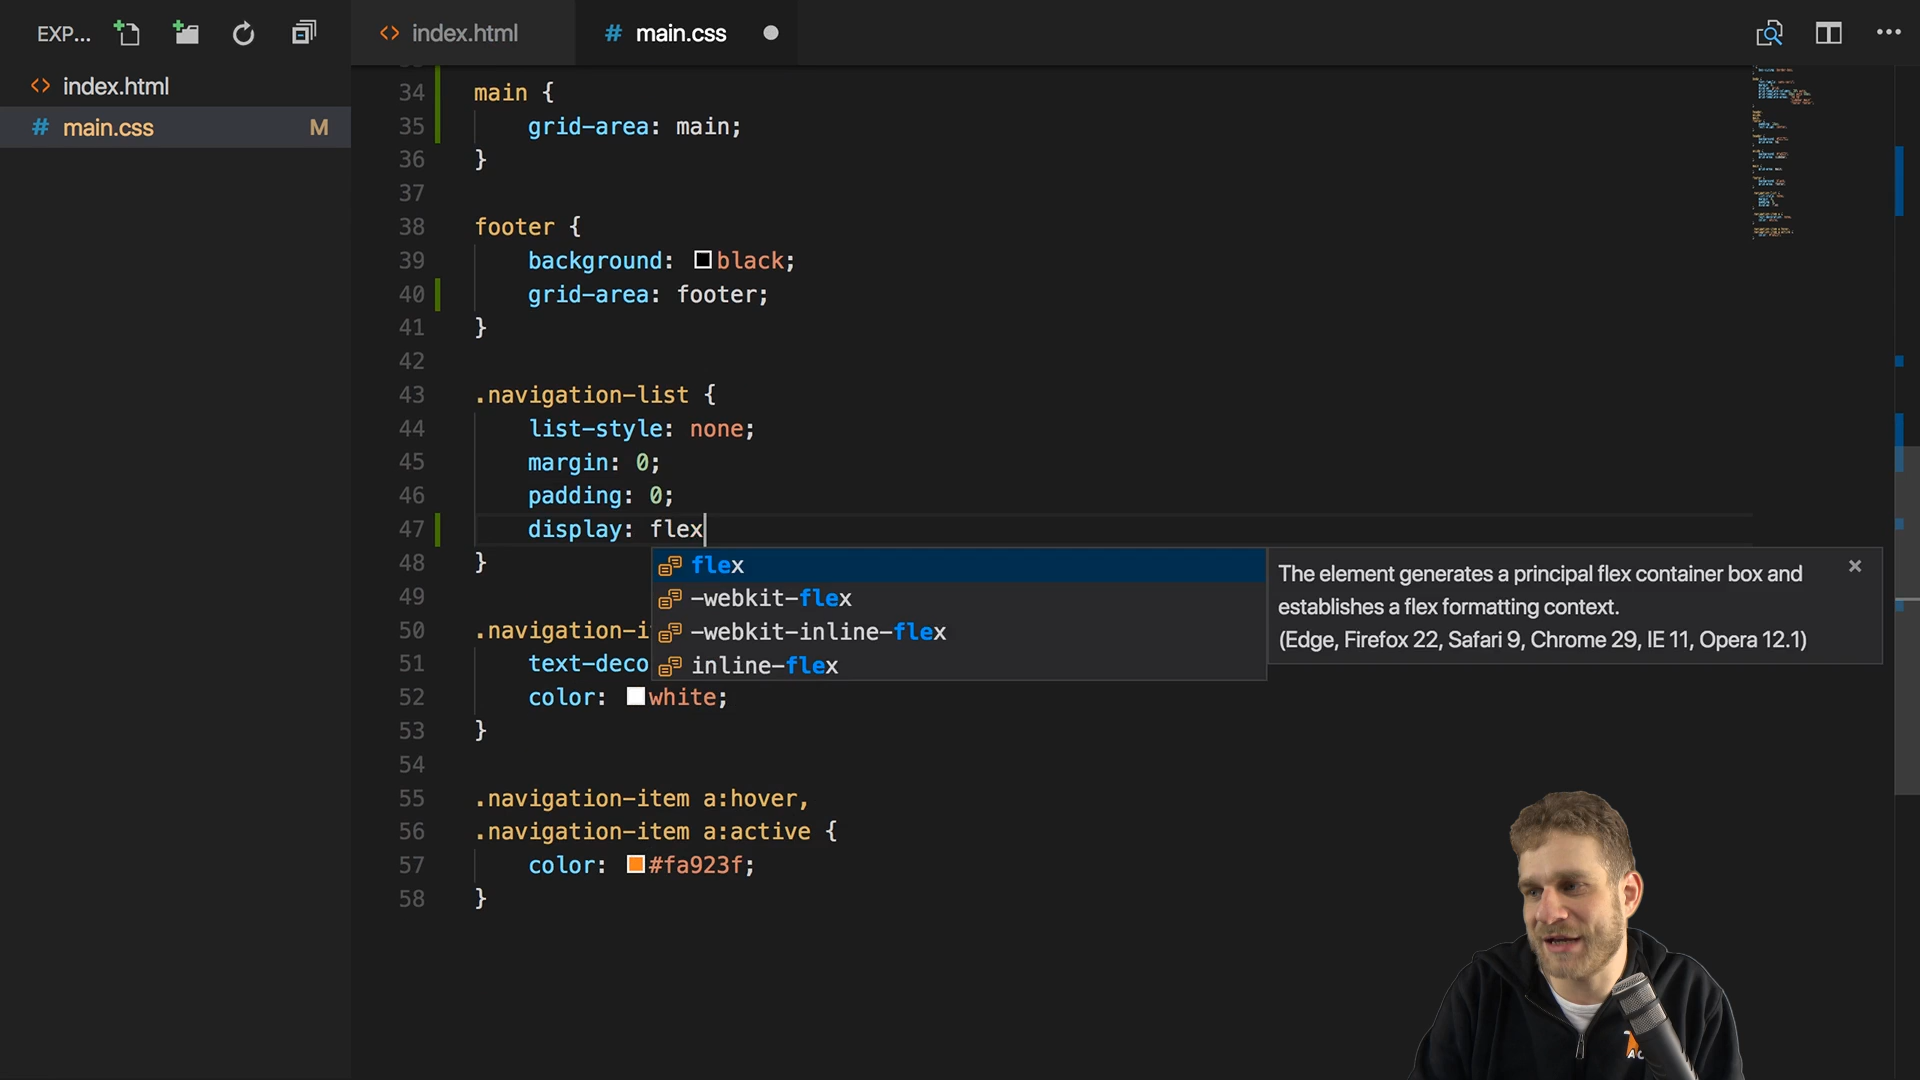 EXP...
index.html
main.css
index.html
main.css M
34 main {
35 grid-area: main;
36 }
37
38 footer {
39 background: black;
40 grid-area: footer;
41 }
42
43 .navigation-list {
44 list-style: none;
45 margin: 0;
46 padding: 0;
47 display: flex
48 }
flex
-webkit-flex
-webkit-inline-flex
inline-flex
The element generates a principal flex container box and
establishes a flex formatting context.
(Edge, Firefox 22, Safari 9, Chrome 29, IE 11, Opera 12.1)
49
50 .navigation-i
51 text-deco
52 color: white;
53 }
54
55 .navigation-item a:hover,
56 .navigation-item a:active {
57 color: #fa923f;
58 }